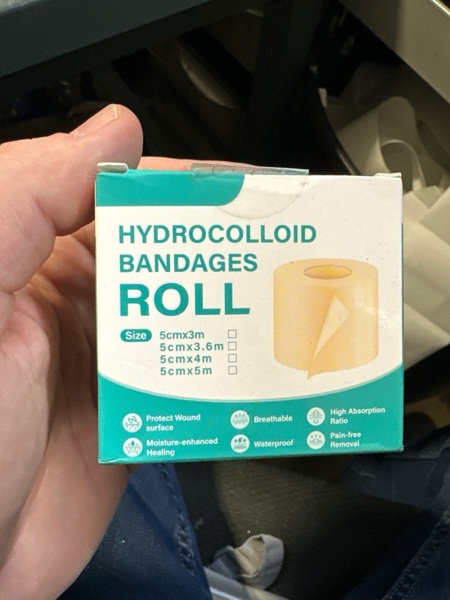 HYDROCOLLOID
BANDAGES
ROLL
Size
5cmx3m
5cmx3.6m
5cmx4m
5cmx5m
Protect Wound
surface
Breathable
High Absorption
Ratio
Moisture-enhanced
Healing
Waterproof
Pain-free
Removal